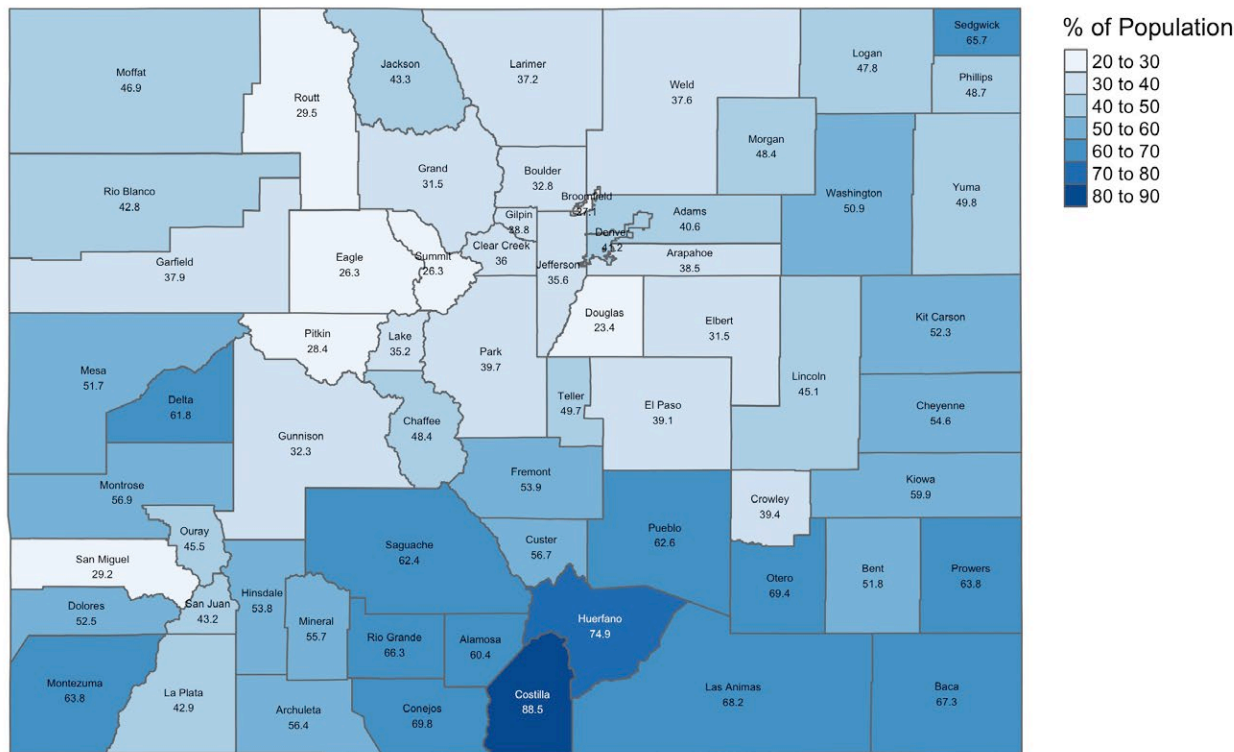 % of Population
20 to 30
30 to 40
40 to 50
50 to 60
60 to 70
70 to 80
80 to 90
Moffat
46.9
Routt
29.5
Jackson
43.3
Larimer
37.2
Weld
37.6
Logan
47.8
Sedgwick
65.7
Phillips
48.7
Morgan
48.4
Washington
50.9
Yuma
49.8
Rio Blanco
42.8
Grand
31.5
Boulder
32.8
Broomfield
27.1
Gilpin
38.8
Clear Creek
36
Adams
40.6
Denver
41.2
Arapahoe
38.5
Jefferson
35.6
Garfield
37.9
Eagle
26.3
Summit
26.3
Pitkin
28.4
Lake
35.2
Park
39.7
Douglas
23.4
Elbert
31.5
Kit Carson
52.3
Lincoln
45.1
Cheyenne
54.6
Mesa
51.7
Delta
61.8
Gunnison
32.3
Chaffee
48.4
Teller
49.7
El Paso
39.1
Fremont
53.9
Kiowa
59.9
Crowley
39.4
Montrose
56.9
Ouray
45.5
Saguache
62.4
Custer
56.7
Pueblo
62.6
Otero
69.4
Bent
51.8
Prowers
63.8
San Miguel
29.2
Dolores
52.5
San Juan
43.2
Hinsdale
53.8
Mineral
55.7
Rio Grande
66.3
Alamosa
60.4
Huerfano
74.9
Montezuma
63.8
La Plata
42.9
Archuleta
56.4
Conejos
69.8
Costilla
88.5
Las Animas
68.2
Baca
67.3